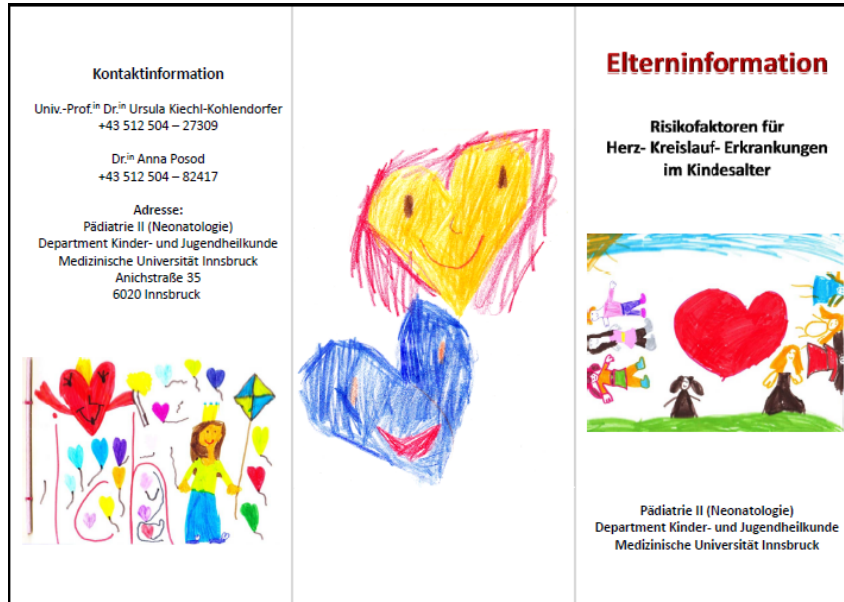 Kontaktinformation
Univ.-Prof.in Dr.in Ursula Kiechl-Kohlendorfer
+43 512 504 – 27309
Dr.in Anna Posod
+43 512 504 – 82417
Adresse:
Pädiatrie II (Neonatologie)
Department Kinder- und Jugendheilkunde
Medizinische Universität Innsbruck
Anichstraße 35
6020 Innsbruck
Elterninformation
Risikofaktoren für
Herz- Kreislauf- Erkrankungen
im Kindesalter
Pädiatrie II (Neonatologie)
Department Kinder- und Jugendheilkunde
Medizinische Universität Innsbruck